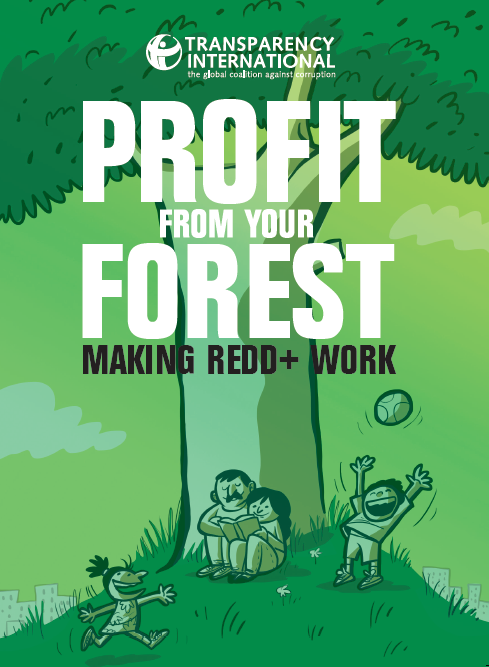 TRANSPARENCY
INTERNATIONAL
the global coalition against corruption
PROFIT
FROM YOUR
FOREST
MAKING REDD+ WORK